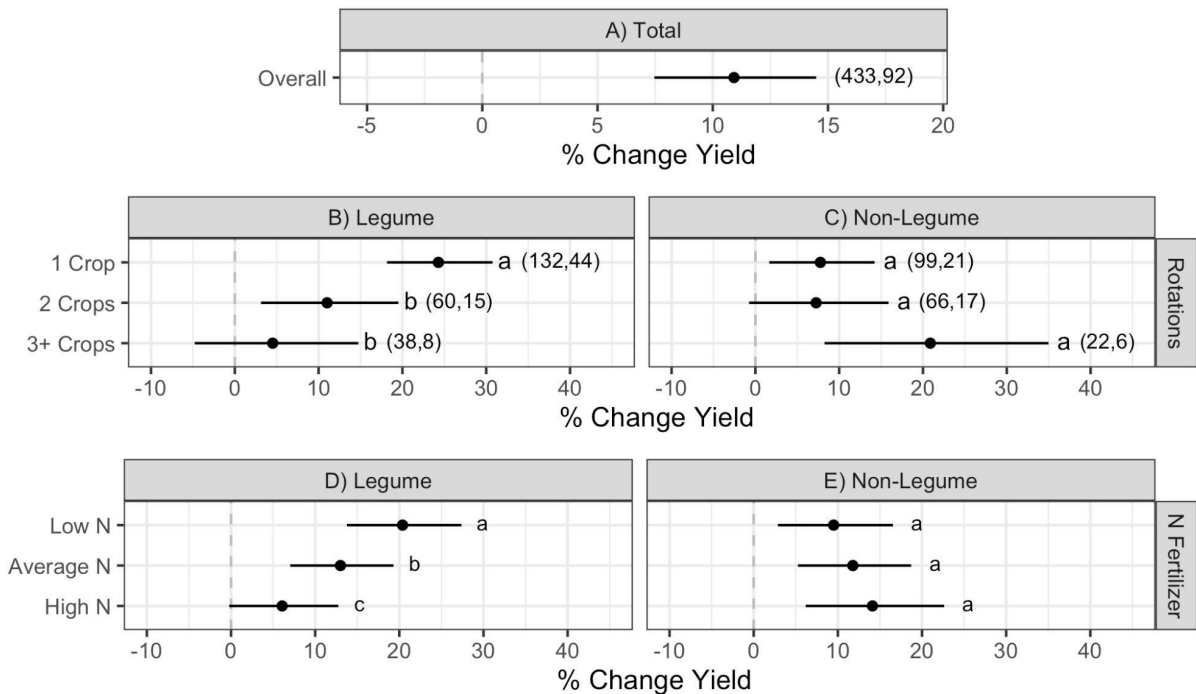 A) Total
Overall (433,92)
-5 0 5 10 15 20
% Change Yield
B) Legume C) Non-Legume
1 Crop a (132,44) a (99,21)
2 Crops b (60,15) a (66,17)
3+ Crops b (38,8) a (22,6)
Rotations
-10 0 10 20 30 40 -10 0 10 20 30 40
% Change Yield
D) Legume E) Non-Legume
Low N a a
Average N b a
High N c a
N Fertilizer
-10 0 10 20 30 40 -10 0 10 20 30 40
% Change Yield